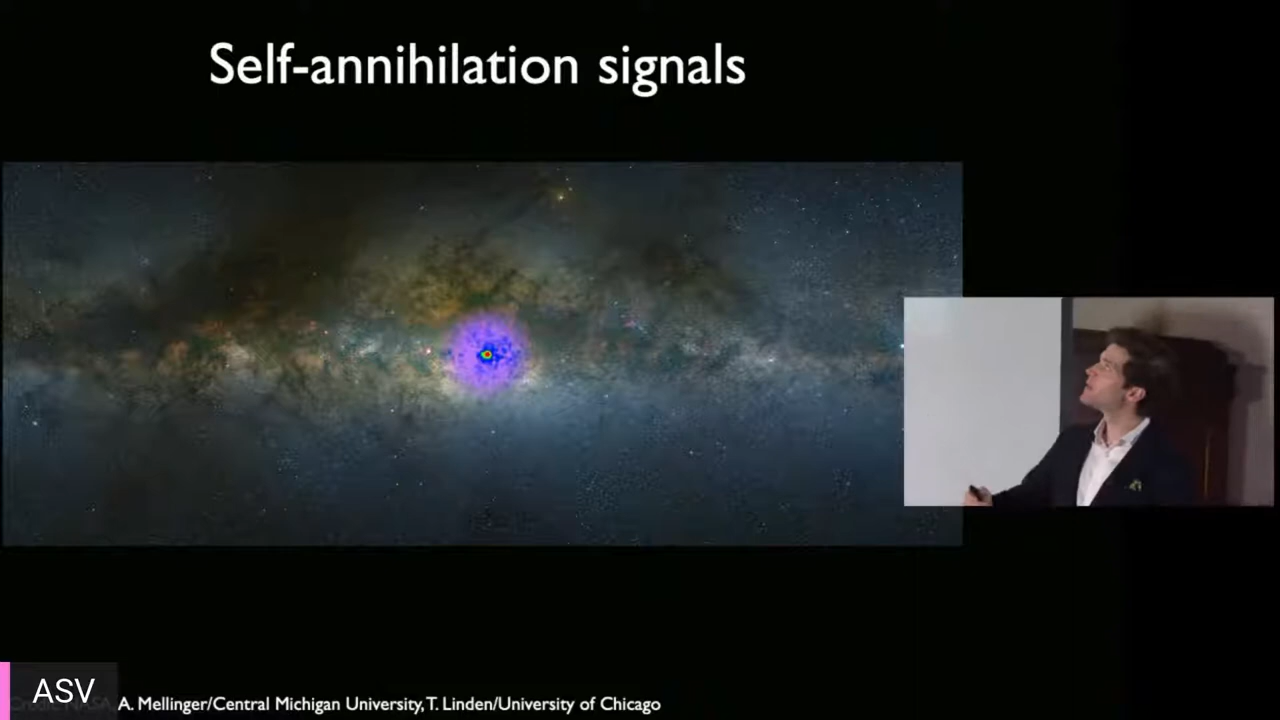 Self-annihilation signals
ASV
A. Mellinger/Central Michigan University, T. Linden/University of Chicago